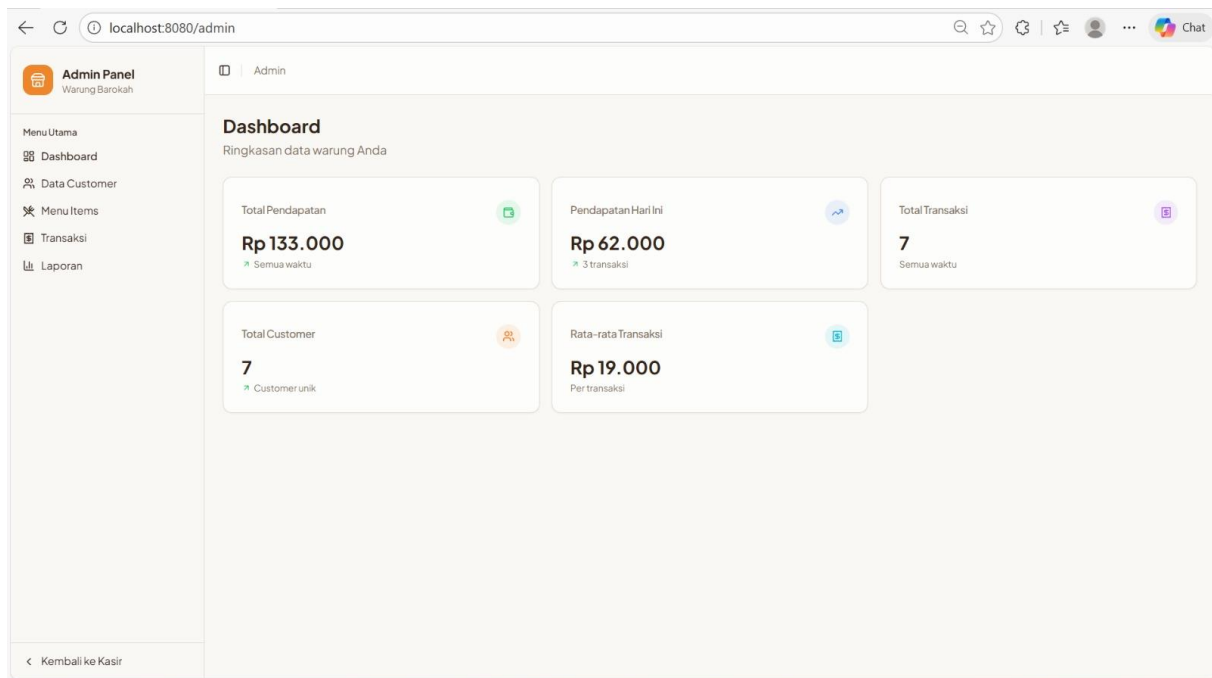 localhost:8080/admin
Chat
Admin Panel
Warung Barokah
Admin
Menu Utama
Dashboard
Data Customer
Menu Items
Transaksi
Laporan
Dashboard
Ringkasan data warung Anda
Total Pendapatan
Rp 133.000
Semua waktu
Pendapatan Hari Ini
Rp 62.000
3 transaksi
Total Transaksi
7
Semua waktu
Total Customer
7
Customer unik
Rata-rata Transaksi
Rp 19.000
Per transaksi
Kembali ke Kasir